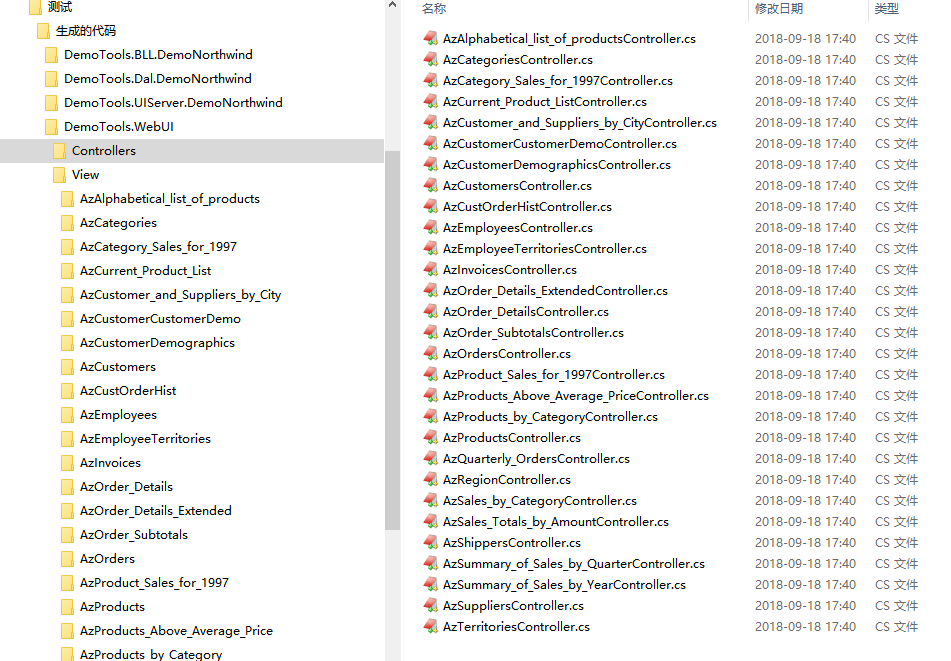 测试
生成的代码
DemoTools.BLL.DemoNorthwind
DemoTools.Dal.DemoNorthwind
DemoTools.UIServer.DemoNorthwind
DemoTools.WebUI
Controllers
View
AzAlphabetical_list_of_products
AzCategories
AzCategory_Sales_for_1997
AzCurrent_Product_List
AzCustomer_and_Suppliers_by_City
AzCustomerCustomerDemo
AzCustomerDemographics
AzCustomers
AzCustOrderHist
AzEmployees
AzEmployeeTerritories
AzInvoices
AzOrder_Details
AzOrder_Details_Extended
AzOrder_Subtotals
AzOrders
AzProduct_Sales_for_1997
AzProducts
AzProducts_Above_Average_Price
AzProducts_by_Category
名称 修改日期 类型
AzAlphabetical_list_of_productsController.cs 2018-09-18 17:40 CS 文件
AzCategoriesController.cs 2018-09-18 17:40 CS 文件
AzCategory_Sales_for_1997Controller.cs 2018-09-18 17:40 CS 文件
AzCurrent_Product_ListController.cs 2018-09-18 17:40 CS 文件
AzCustomer_and_Suppliers_by_CityController.cs 2018-09-18 17:40 CS 文件
AzCustomerCustomerDemoController.cs 2018-09-18 17:40 CS 文件
AzCustomerDemographicsController.cs 2018-09-18 17:40 CS 文件
AzCustomersController.cs 2018-09-18 17:40 CS 文件
AzCustOrderHistController.cs 2018-09-18 17:40 CS 文件
AzEmployeesController.cs 2018-09-18 17:40 CS 文件
AzEmployeeTerritoriesController.cs 2018-09-18 17:40 CS 文件
AzInvoicesController.cs 2018-09-18 17:40 CS 文件
AzOrder_Details_ExtendedController.cs 2018-09-18 17:40 CS 文件
AzOrder_DetailsController.cs 2018-09-18 17:40 CS 文件
AzOrder_SubtotalsController.cs 2018-09-18 17:40 CS 文件
AzOrdersController.cs 2018-09-18 17:40 CS 文件
AzProduct_Sales_for_1997Controller.cs 2018-09-18 17:40 CS 文件
AzProducts_Above_Average_PriceController.cs 2018-09-18 17:40 CS 文件
AzProducts_by_CategoryController.cs 2018-09-18 17:40 CS 文件
AzProductsController.cs 2018-09-18 17:40 CS 文件
AzQuarterly_OrdersController.cs 2018-09-18 17:40 CS 文件
AzRegionController.cs 2018-09-18 17:40 CS 文件
AzSales_by_CategoryController.cs 2018-09-18 17:40 CS 文件
AzSales_Totals_by_AmountController.cs 2018-09-18 17:40 CS 文件
AzShippersController.cs 2018-09-18 17:40 CS 文件
AzSummary_of_Sales_by_QuarterController.cs 2018-09-18 17:40 CS 文件
AzSummary_of_Sales_by_YearController.cs 2018-09-18 17:40 CS 文件
AzSuppliersController.cs 2018-09-18 17:40 CS 文件
AzTerritoriesController.cs 2018-09-18 17:40 CS 文件